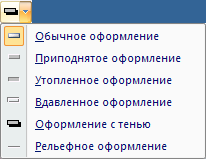 Обычное оформление
Приподнятое оформление
Утопленное оформление
Вдавленное оформление
Оформление с тенью
Рельефное оформление